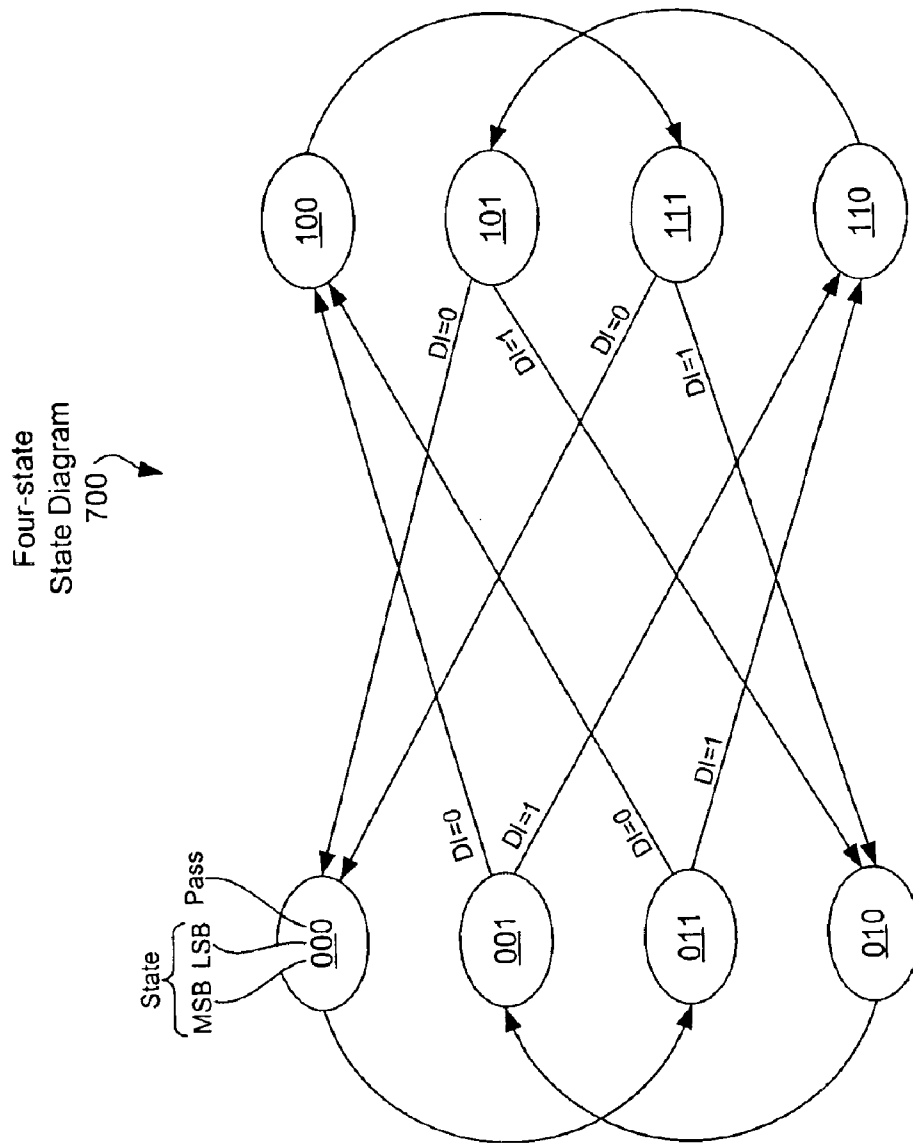 Four-state
State Diagram
700
State
MSB LSB Pass
000
100
001
101
011
111
010
110
DI=0
DI=1
DI=0
DI=1
DI=0
DI=1
DI=0
DI=1